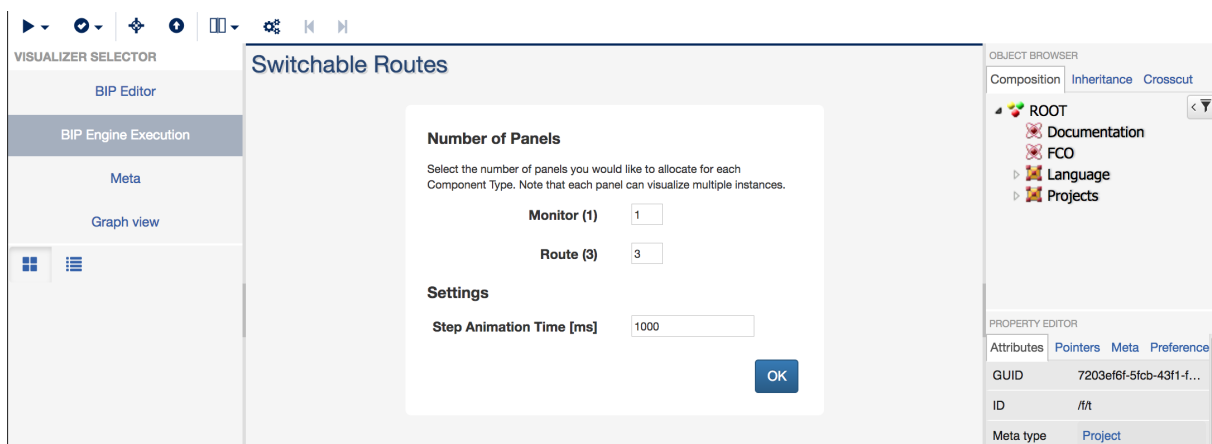 VISUALIZER SELECTOR
BIP Editor
BIP Engine Execution
Meta
Graph view
Switchable Routes
Number of Panels
Select the number of panels you would like to allocate for each
Component Type. Note that each panel can visualize multiple instances.
Monitor (1) 1
Route (3) 3
Settings
Step Animation Time [ms] 1000
OK
OBJECT BROWSER
Composition Inheritance Crosscut
ROOT
Documentation
FCO
Language
Projects
PROPERTY EDITOR
Attributes Pointers Meta Preference
GUID 7203ef6f-5fcb-43f1-f...
ID /f/t
Meta type Project